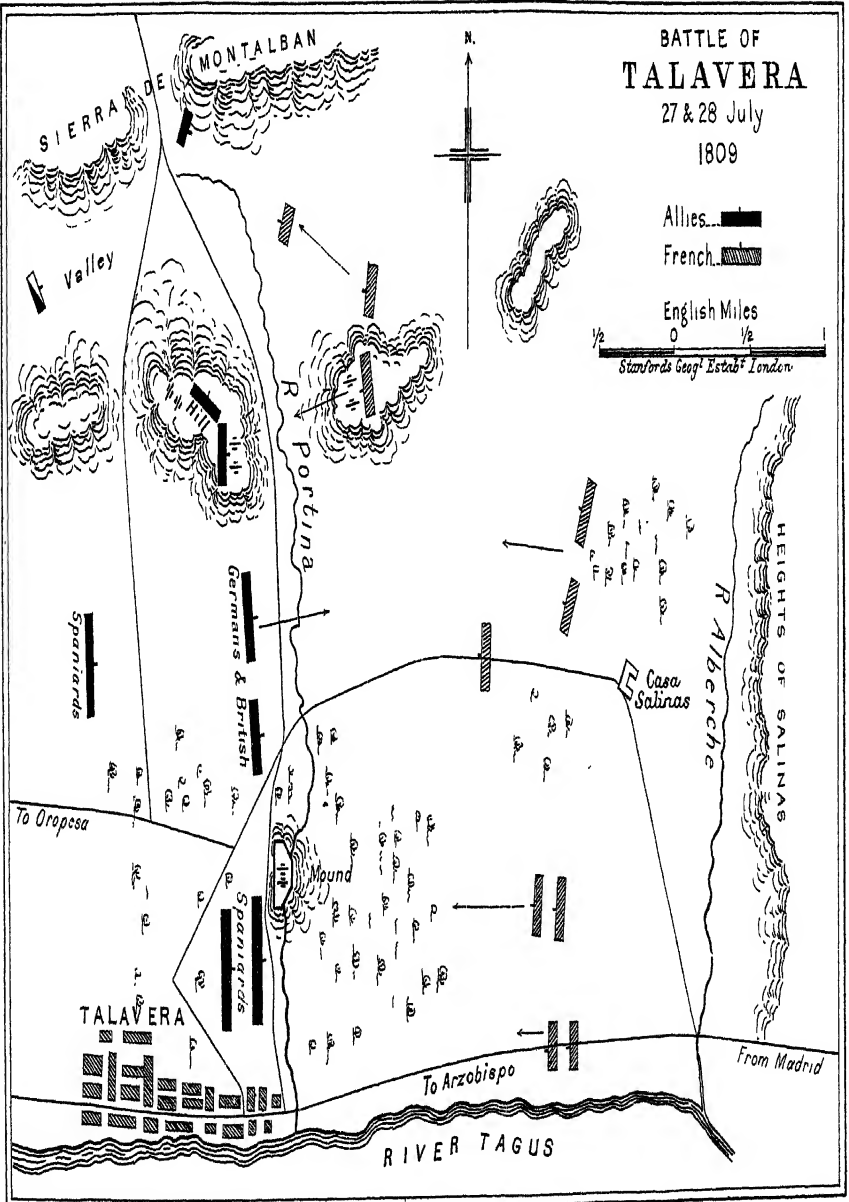 BATTLE OF
TALAVERA
27 & 28 July
1809
Allies
French
English Miles
1/2 0 1/2 1
Stanfords Geogl Estabt London
N.
SIERRA DE MONTALBAN
Valley
Hill
R Portina
Germans & British
Spaniards
Casa
Salinas
R Alberche
HEIGHTS OF SALINAS
To Oropesa
Mound
Spaniards
TALAVERA
To Arzobispo
From Madrid
RIVER TAGUS